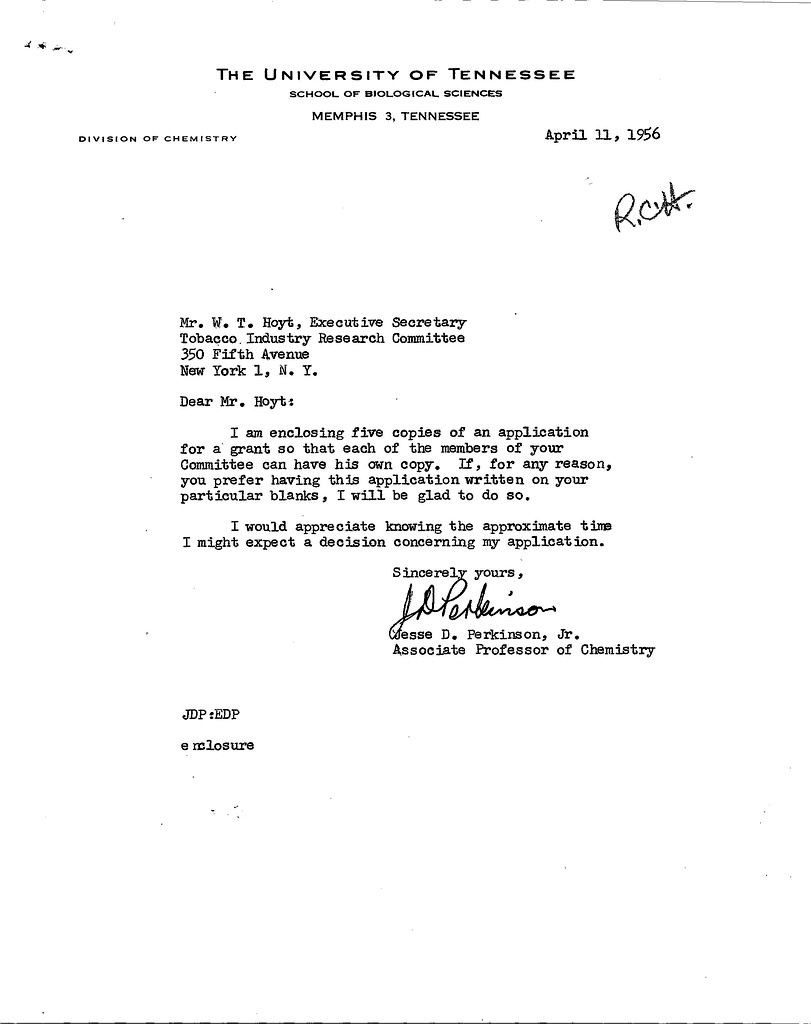 THE UNIVERSITY OF TENNESSEE
SCHOOL OF BIOLOGICAL SCIENCES
MEMPHIS 3, TENNESSEE
DIVISION OF CHEMISTRY
April 11, 1956
R.C.H.
Mr. W. T. Hoyt, Executive Secretary
Tobacco Industry Research Committee
350 Fifth Avenue
New York 1, N. Y.
Dear Mr. Hoyt:
I am enclosing five copies of an application
for a grant so that each of the members of your
Committee can have his own copy. If, for any reason,
you prefer having this application written on your
particular blanks, I will be glad to do so.
I would appreciate knowing the approximate time
I might expect a decision concerning my application.
Sincerely yours,
JDPerkinson
Jesse D. Perkinson, Jr.
Associate Professor of Chemistry
JDP:EDP
enclosure